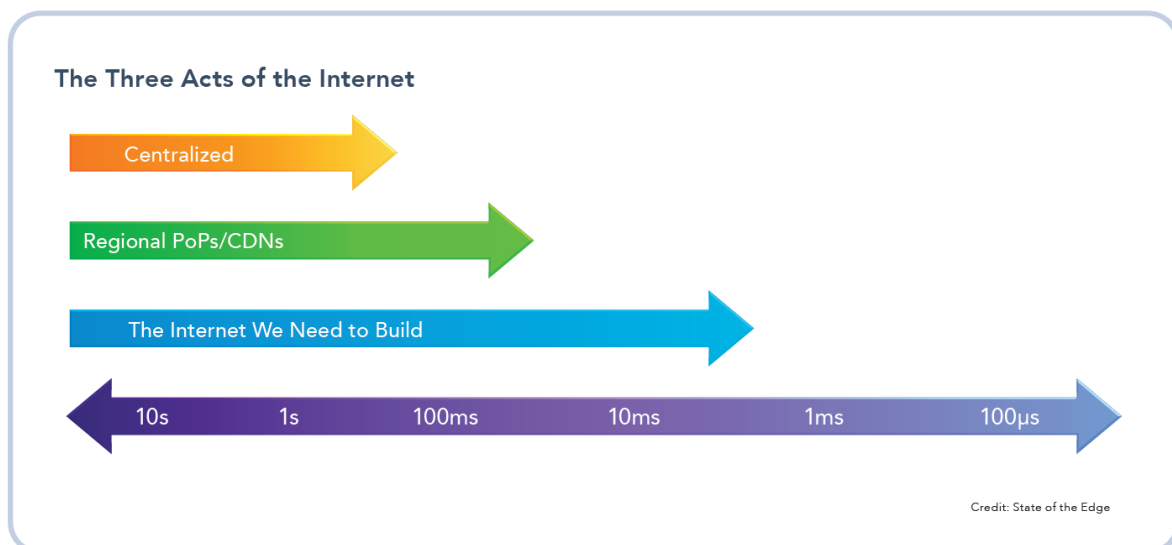 The Three Acts of the Internet
Centralized
Regional PoPs/CDNs
The Internet We Need to Build
10s 1s 100ms 10ms 1ms 100µs
Credit: State of the Edge